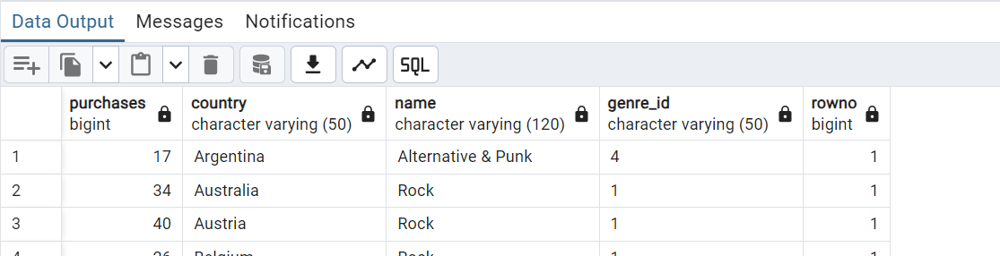 Data Output Messages Notifications
SQL
purchases country name genre_id rowno
bigint character varying (50) character varying (120) character varying (50) bigint
1 17 Argentina Alternative & Punk 4 1
2 34 Australia Rock 1 1
3 40 Austria Rock 1 1
4 26 Belgium Rock 1 1